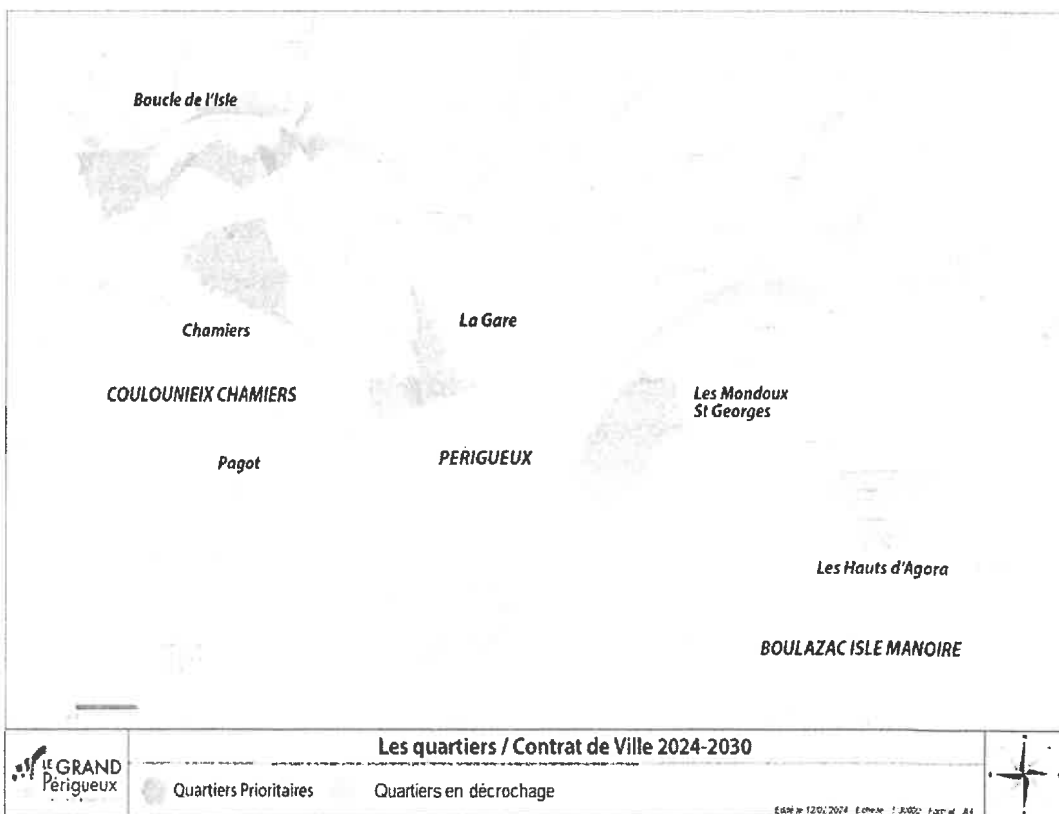 Boucle de l'Isle
Chamiers
La Gare
COULOUNIEIX CHAMIERS
Les Mondoux
St Georges
Pagot
PERIGUEUX
Les Hauts d'Agora
BOULAZAC ISLE MANOIRE
LE GRAND
Périgueux
Les quartiers / Contrat de Ville 2024-2030
Quartiers Prioritaires
Quartiers en décrochage